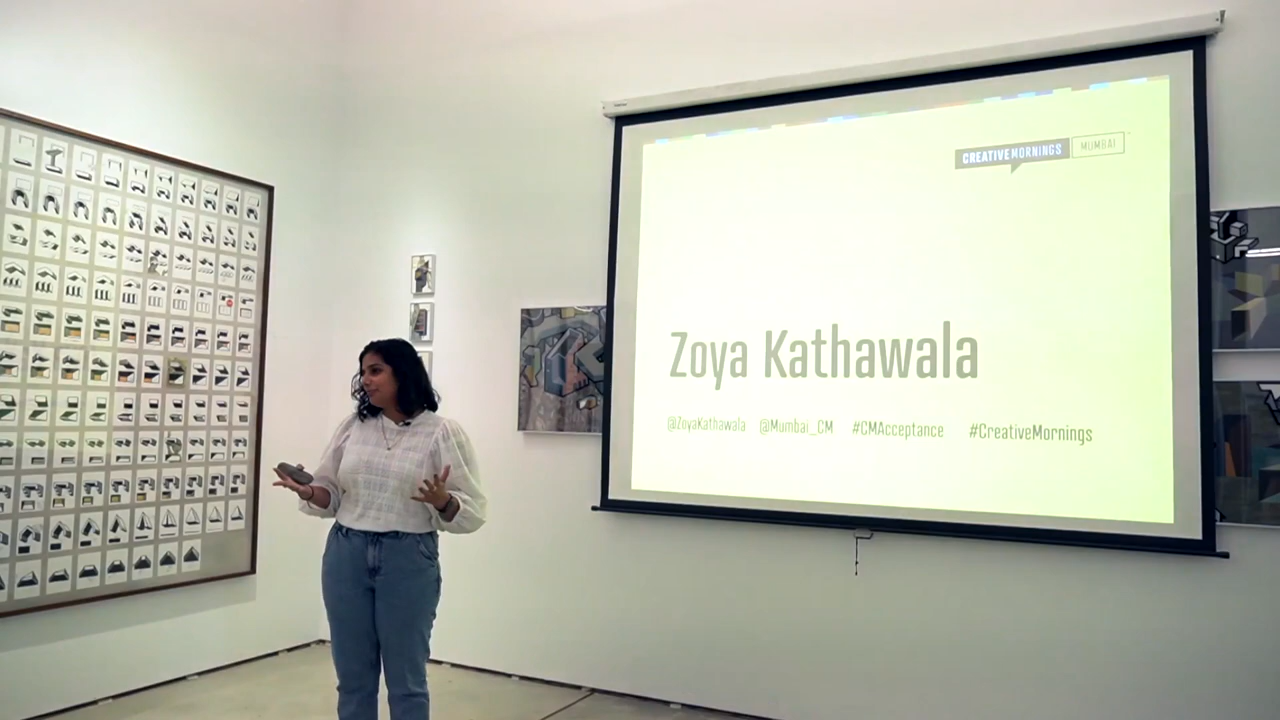 CREATIVEMORNINGS MUMBAI
Zoya Kathawala
@ZoyaKathawala @Mumbai_CM #CMAcceptance #CreativeMornings